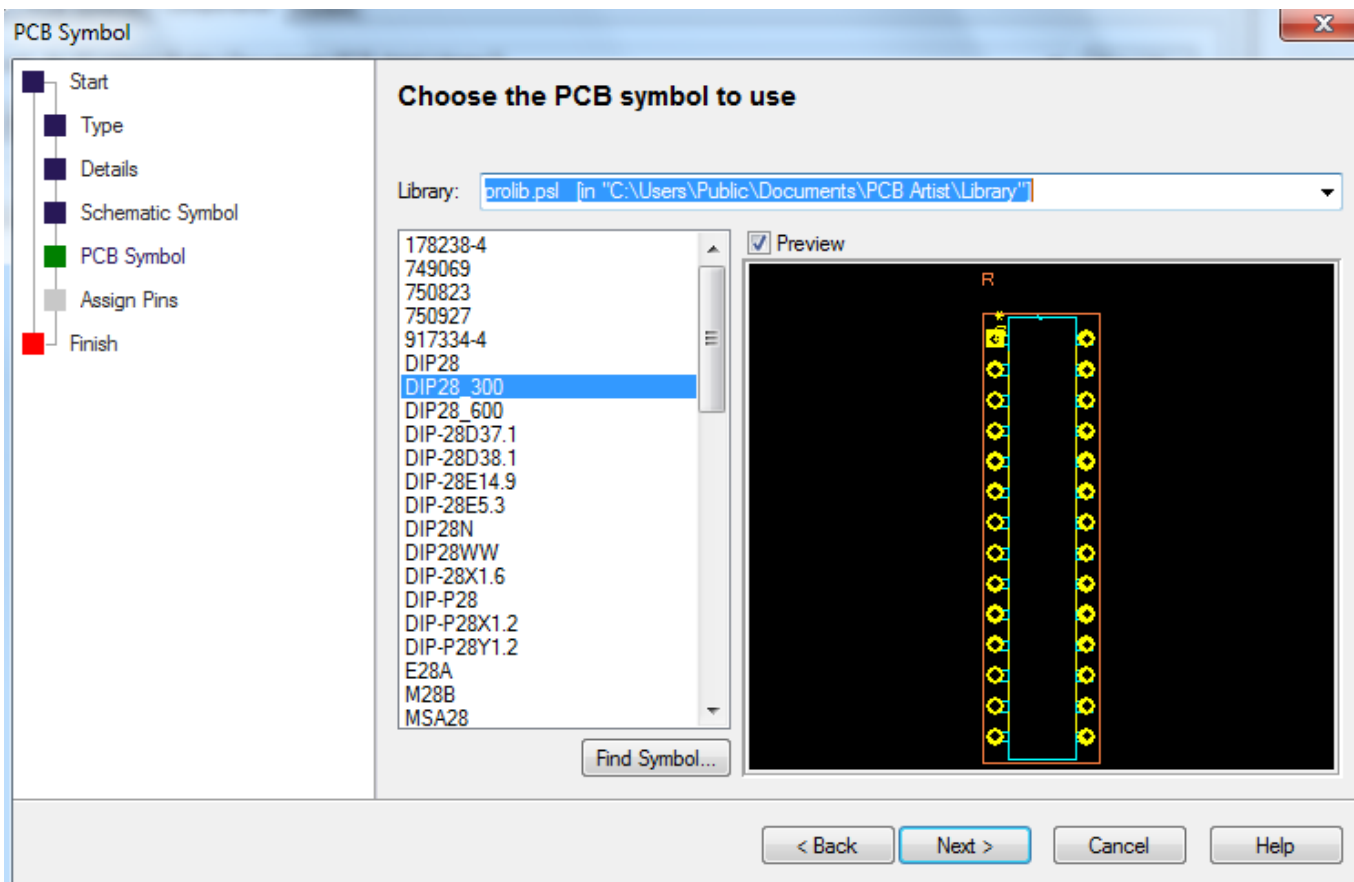 PCB Symbol
Start
Type
Details
Schematic Symbol
PCB Symbol
Assign Pins
Finish
Choose the PCB symbol to use
Library: prolib.psl [in "C:\Users\Public\Documents\PCB Artist\Library"]
178238-4
749069
750823
750927
917334-4
DIP28
DIP28_300
DIP28_600
DIP-28D37.1
DIP-28D38.1
DIP-28E14.9
DIP-28E5.3
DIP28N
DIP28WW
DIP-28X1.6
DIP-P28
DIP-P28X1.2
DIP-P28Y1.2
E28A
M28B
MSA28
Find Symbol...
Preview
R
*
< Back
Next >
Cancel
Help